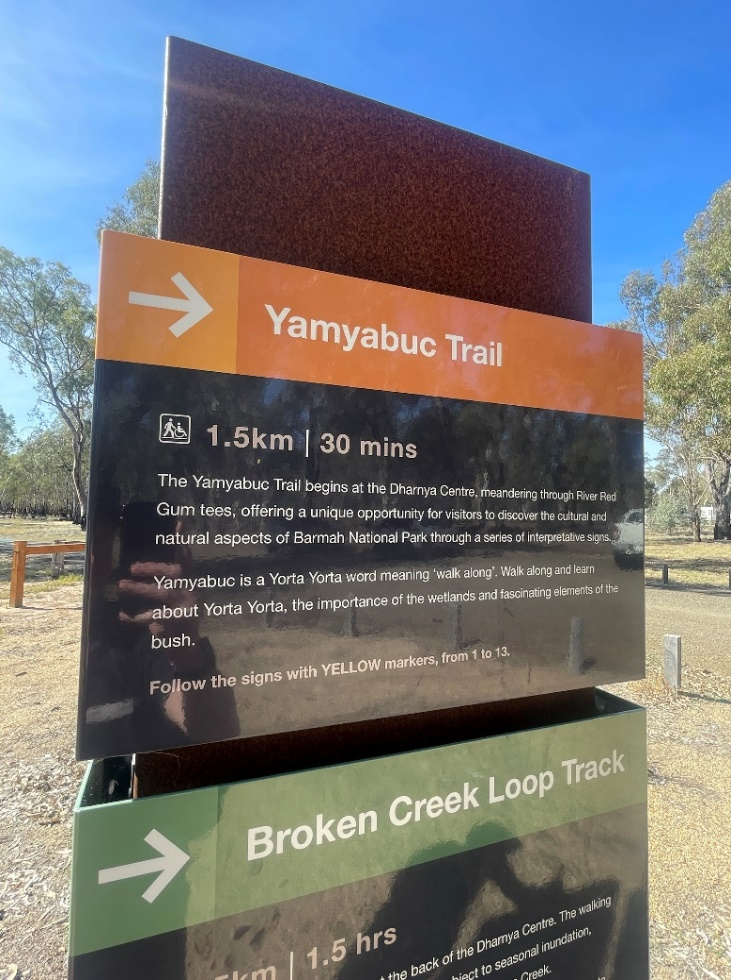 Yamyabuc Trail
1.5km | 30 mins
The Yamyabuc Trail begins at the Dharnya Centre, meandering through River Red
Gum tees, offering a unique opportunity for visitors to discover the cultural and
natural aspects of Barmah National Park through a series of interpretative signs.
Yamyabuc is a Yorta Yorta word meaning ‘walk along’. Walk along and learn
about Yorta Yorta, the importance of the wetlands and fascinating elements of the
bush.
Follow the signs with YELLOW markers, from 1 to 13.
Broken Creek Loop Track
km | 1.5 hrs
at the back of the Dharnya Centre. The walking
to seasonal inundation,
Creek.